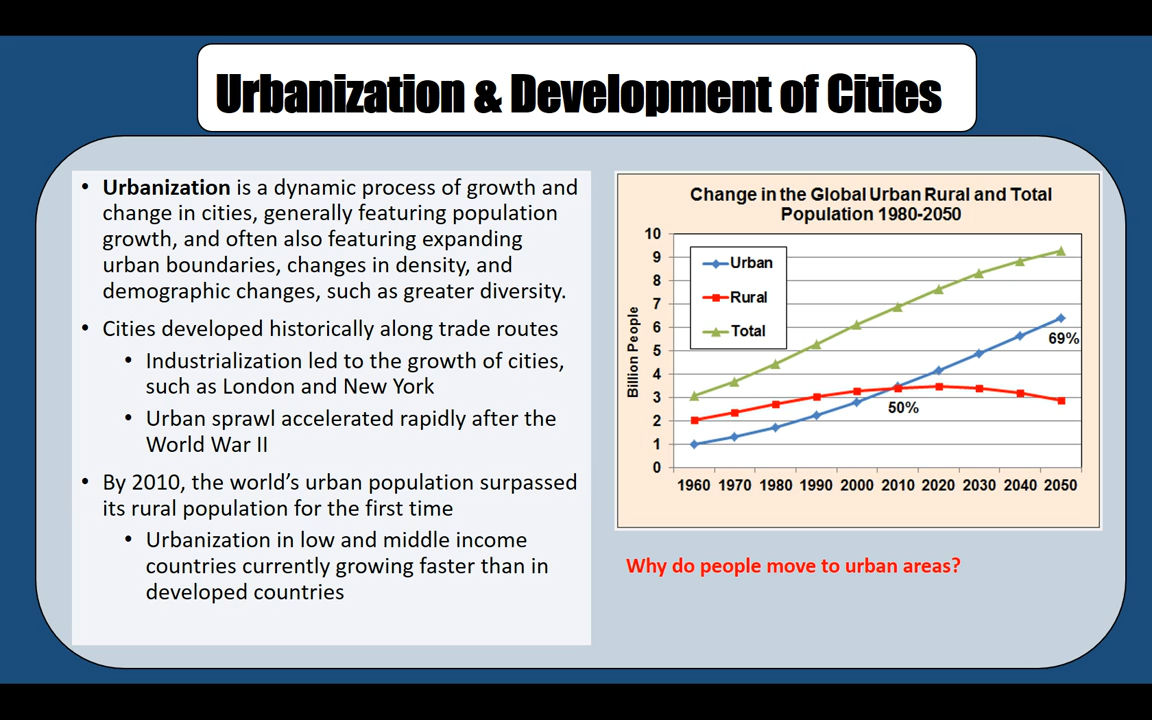 Urbanization & Development of Cities
• Urbanization is a dynamic process of growth and
change in cities, generally featuring population
growth, and often also featuring expanding
urban boundaries, changes in density, and
demographic changes, such as greater diversity.
• Cities developed historically along trade routes
• Industrialization led to the growth of cities,
such as London and New York
• Urban sprawl accelerated rapidly after the
World War II
• By 2010, the world's urban population surpassed
its rural population for the first time
• Urbanization in low and middle income
countries currently growing faster than in
developed countries
Change in the Global Urban Rural and Total
Population 1980-2050
Billion People
10
9
8
7
6
5
4
3
2
1
0
Urban
Rural
Total
69%
50%
1960 1970 1980 1990 2000 2010 2020 2030 2040 2050
Why do people move to urban areas?